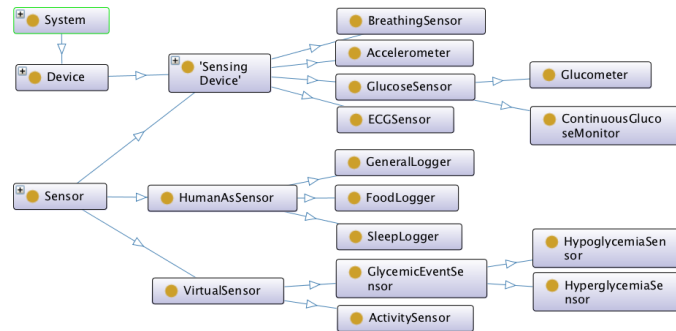 System
Device
'Sensing
Device'
BreathingSensor
Accelerometer
GlucoseSensor
ECGSensor
Glucometer
ContinuousGluco
seMonitor
Sensor
HumanAsSensor
GeneralLogger
FoodLogger
SleepLogger
VirtualSensor
GlycemicEventSe
nsor
ActivitySensor
HypoglycemiaSen
sor
HyperglycemiaSe
nsor